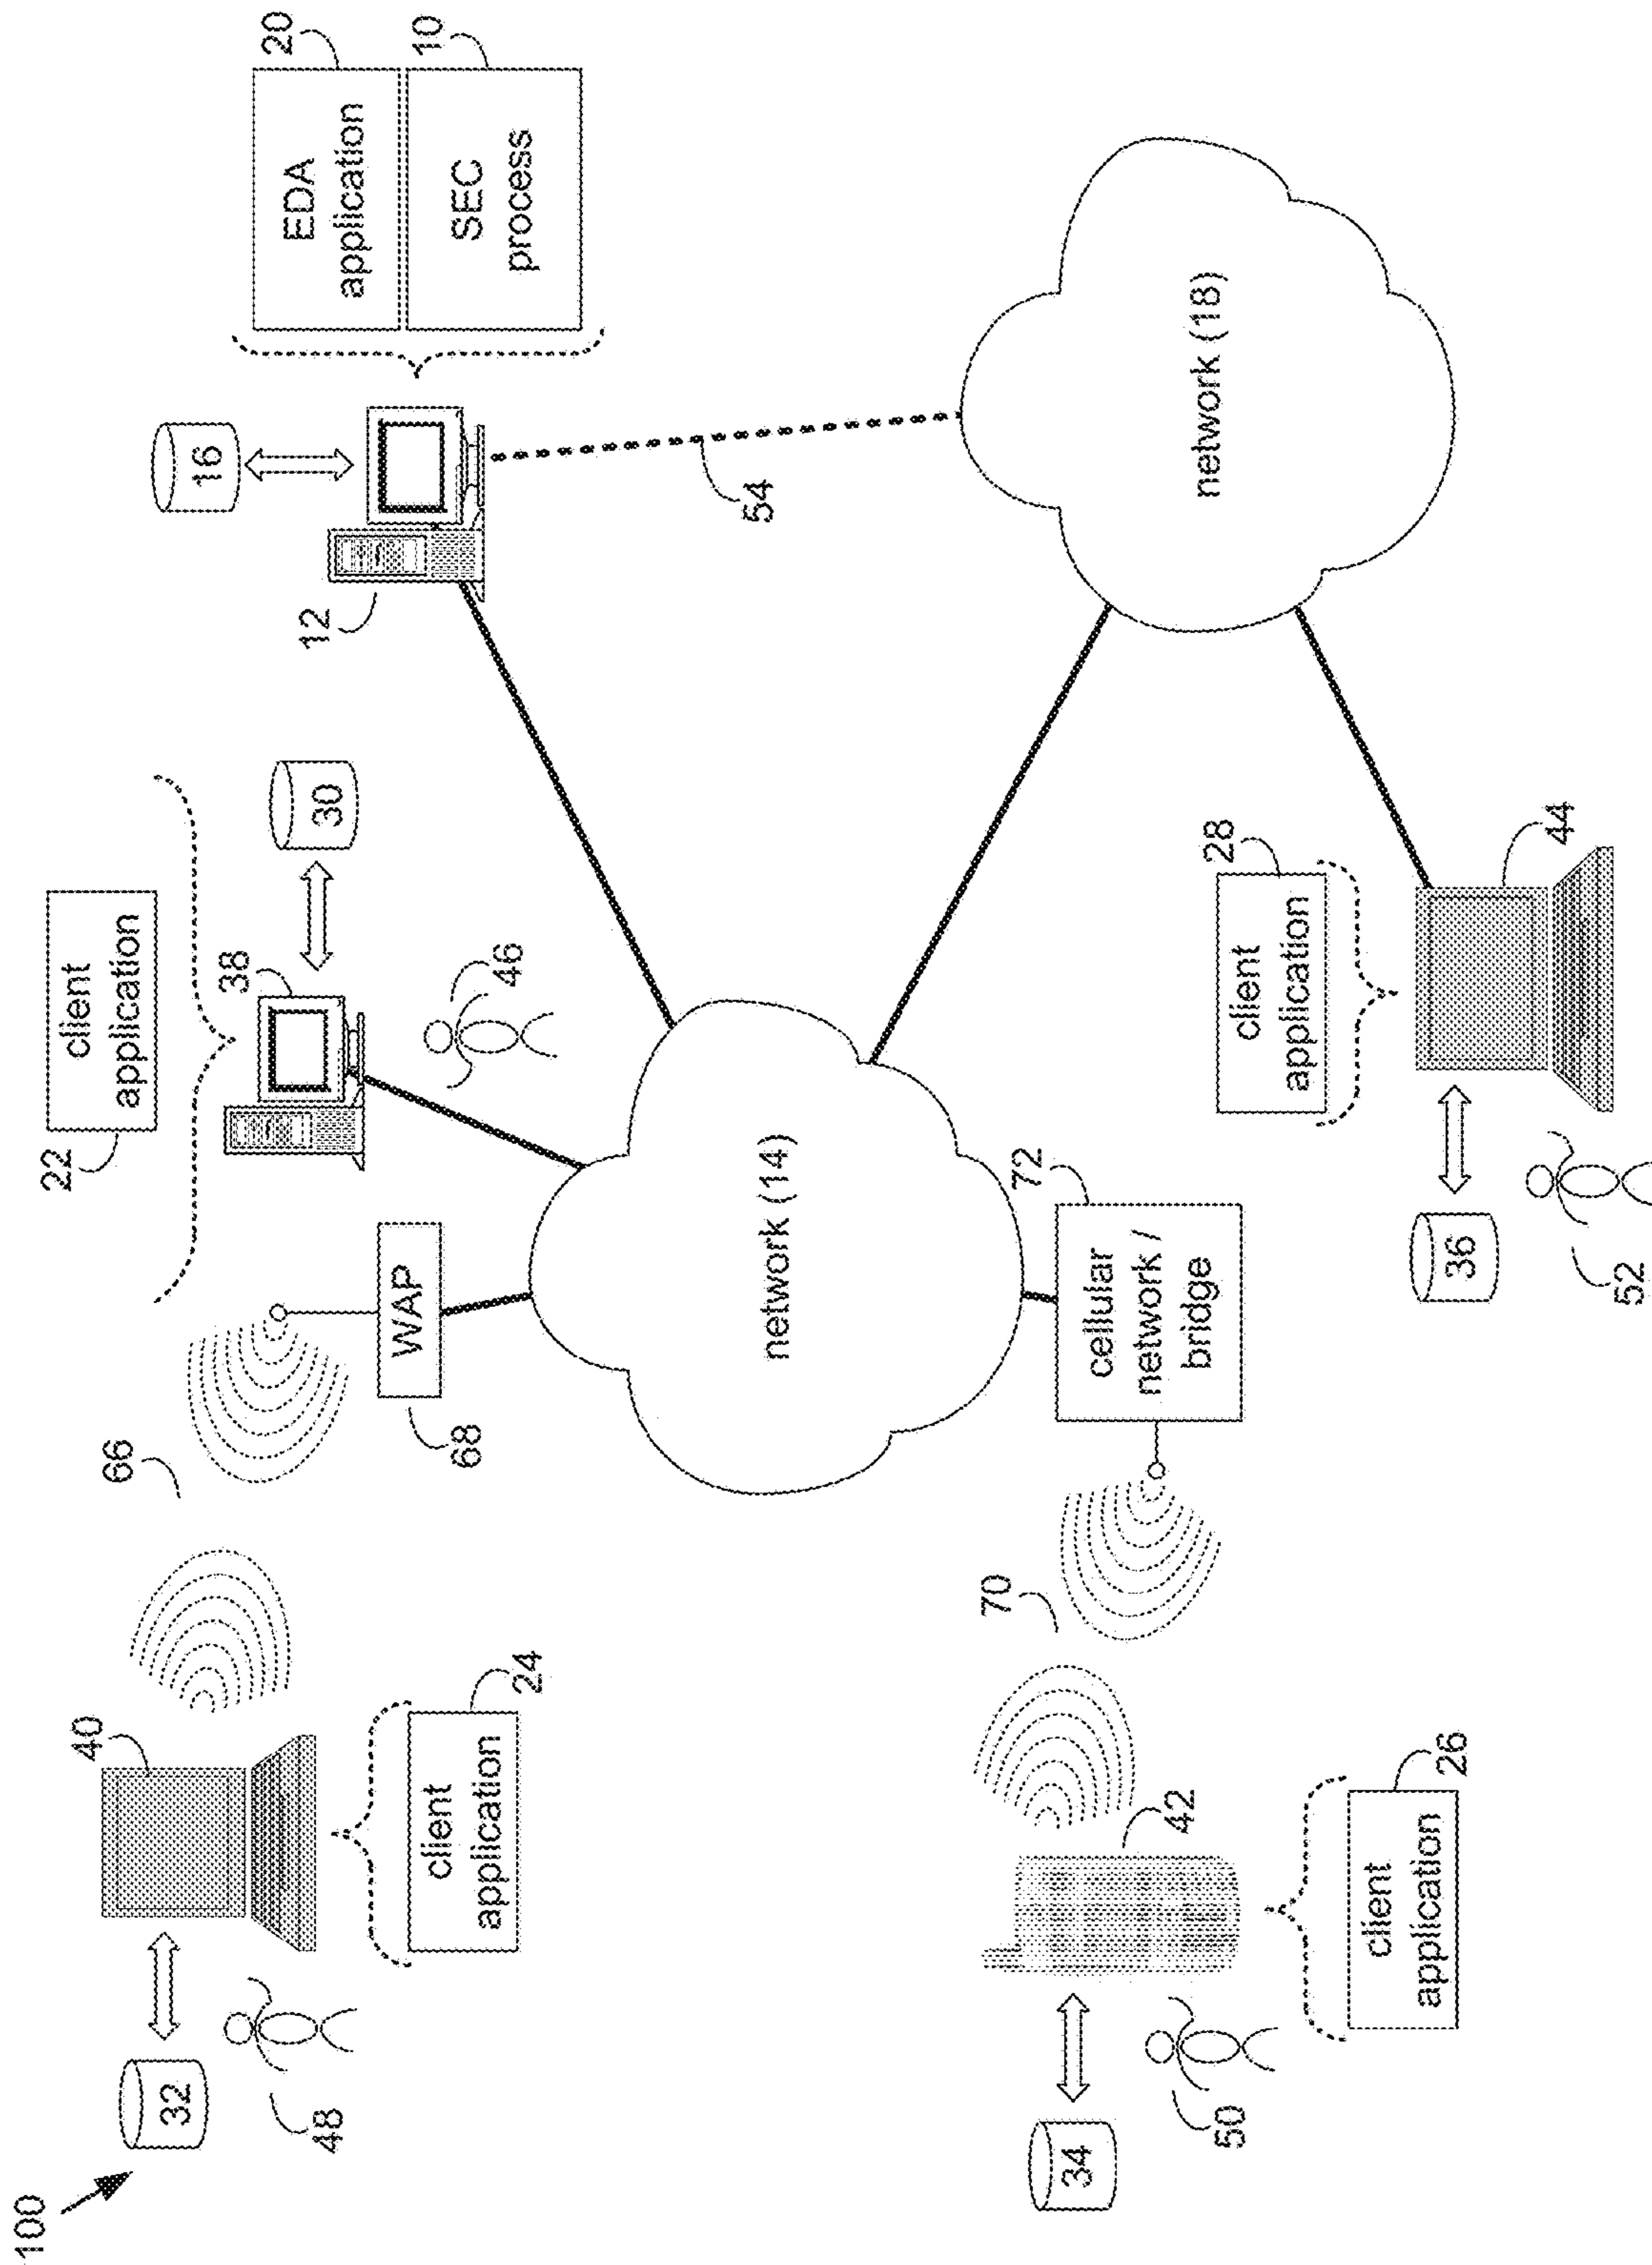 100
32
48
40
client
application
24
66
68
WAP
22
client
application
38
30
46
12
16
EDA
application
20
SEC
process
10
54
network (14)
network (18)
34
50
42
client
application
26
70
cellular
network /
bridge
72
36
52
client
application
28
44